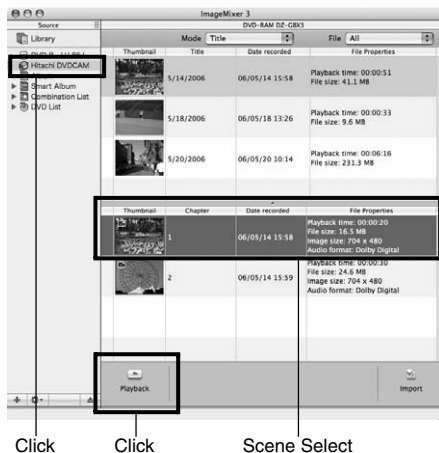 ImageMixer 3
Source
DVD-RAM DZ-GBX3
Library
Mode Title
File All
Thumbnail Title Date recorded File Properties
Hitachi DVDCAM
Smart Album
Combination List
DVD List
5/14/2006 06/05/14 15:58 Playback time: 00:00:51
File size: 41.1 MB
5/18/2006 06/05/18 13:26 Playback time: 00:00:33
File size: 9.6 MB
5/20/2006 06/05/20 10:14 Playback time: 00:06:16
File size: 231.3 MB
Thumbnail Chapter Date recorded File Properties
1 06/05/14 15:58 Playback time: 00:00:20
File size: 16.5 MB
Image size: 704 x 480
Audio format: Dolby Digital
2 06/05/14 15:59 Playback time: 00:00:30
File size: 24.6 MB
Image size: 704 x 480
Audio format: Dolby Digital
Playback
Import
Click Click Scene Select